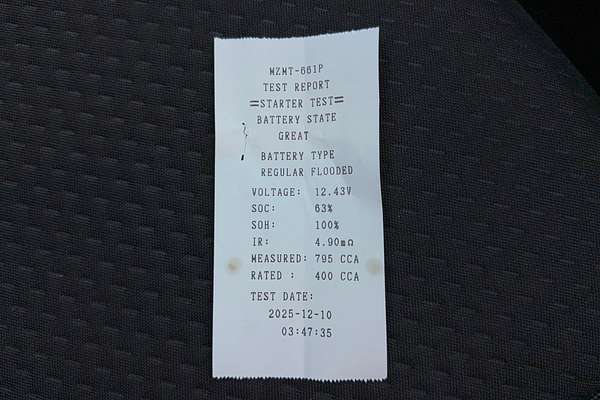 MZMT-661P
TEST REPORT
=STARTER TEST=
BATTERY STATE
GREAT
BATTERY TYPE
REGULAR FLOODED
VOLTAGE: 12.43V
SOC: 63%
SOH: 100%
IR: 4.90mΩ
MEASURED: 795 CCA
RATED : 400 CCA
TEST DATE:
2025-12-10
03:47:35